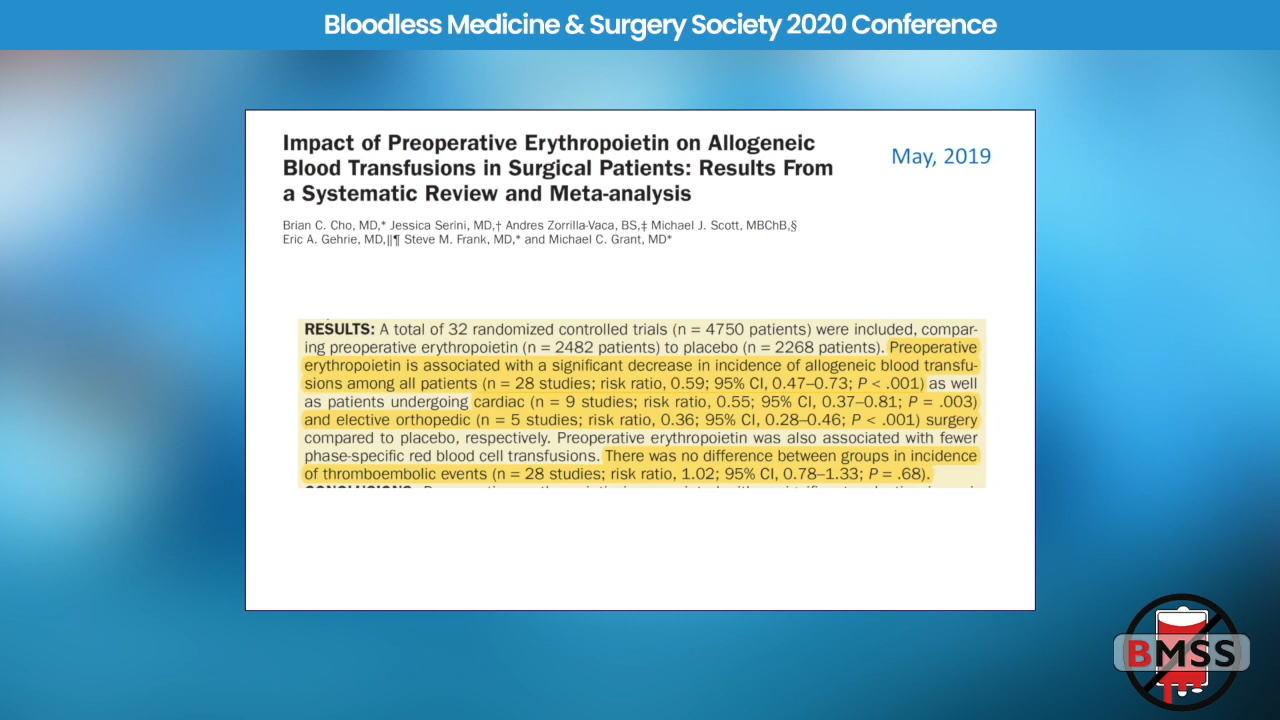 Bloodless Medicine & Surgery Society 2020 Conference
Impact of Preoperative Erythropoietin on Allogeneic
Blood Transfusions in Surgical Patients: Results From
a Systematic Review and Meta-analysis
May, 2019
Brian C. Cho, MD,* Jessica Serini, MD,† Andres Zorrilla-Vaca, BS,‡ Michael J. Scott, MBChB,§
Eric A. Gehrie, MD,||¶ Steve M. Frank, MD,* and Michael C. Grant, MD*
RESULTS: A total of 32 randomized controlled trials (n = 4750 patients) were included, compar-
ing preoperative erythropoietin (n = 2482 patients) to placebo (n = 2268 patients). Preoperative
erythropoietin is associated with a significant decrease in incidence of allogeneic blood transfu-
sions among all patients (n = 28 studies; risk ratio, 0.59; 95% CI, 0.47–0.73; P < .001) as well
as patients undergoing cardiac (n = 9 studies; risk ratio, 0.55; 95% CI, 0.37–0.81; P = .003)
and elective orthopedic (n = 5 studies; risk ratio, 0.36; 95% CI, 0.28–0.46; P < .001) surgery
compared to placebo, respectively. Preoperative erythropoietin was also associated with fewer
phase-specific red blood cell transfusions. There was no difference between groups in incidence
of thromboembolic events (n = 28 studies; risk ratio, 1.02; 95% CI, 0.78–1.33; P = .68).
BMSS